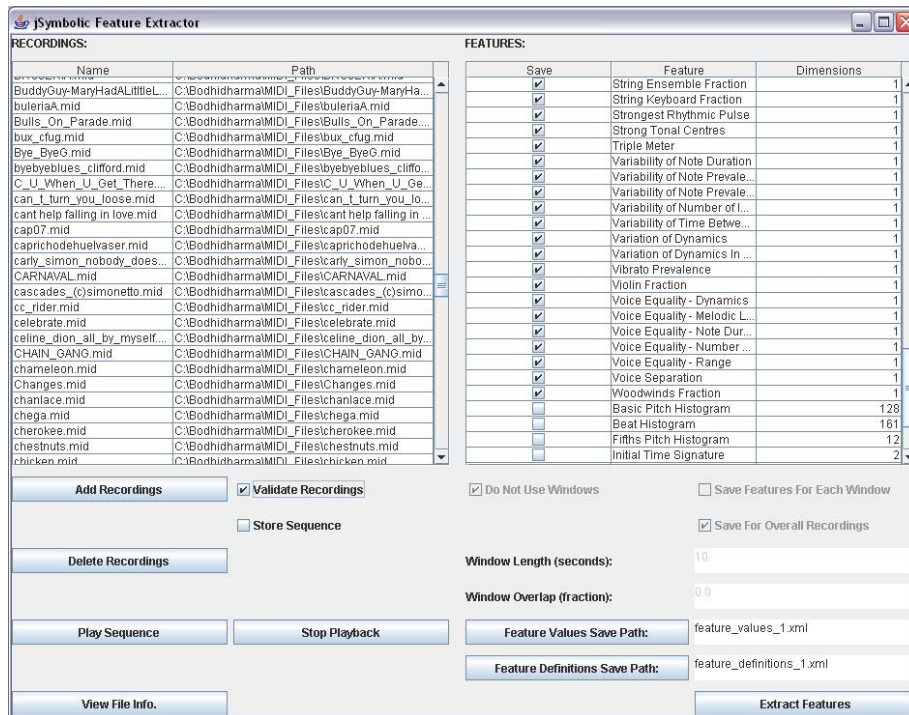 jSymbolic Feature Extractor
RECORDINGS:
Name Path
BuddyGuy-MaryHadALitltleL... C:\Bodhidharma\MIDI_Files\BuddyGuy-MaryHa...
buleriaA.mid C:\Bodhidharma\MIDI_Files\buleriaA.mid
Bulls_On_Parade.mid C:\Bodhidharma\MIDI_Files\Bulls_On_Parade....
bux_cfug.mid C:\Bodhidharma\MIDI_Files\bux_cfug.mid
Bye_ByeG.mid C:\Bodhidharma\MIDI_Files\Bye_ByeG.mid
byebyeblues_clifford.mid C:\Bodhidharma\MIDI_Files\byebyeblues_cliffo...
C_U_When_U_Get_There.... C:\Bodhidharma\MIDI_Files\C_U_When_U_Ge...
can_t_turn_you_loose.mid C:\Bodhidharma\MIDI_Files\can_t_turn_you_lo...
cant help falling in love.mid C:\Bodhidharma\MIDI_Files\cant help falling in ...
cap07.mid C:\Bodhidharma\MIDI_Files\cap07.mid
caprichodehuelvaser.mid C:\Bodhidharma\MIDI_Files\caprichodehuelva...
carly_simon_nobody_does... C:\Bodhidharma\MIDI_Files\carly_simon_nobo...
CARNAVAL.mid C:\Bodhidharma\MIDI_Files\CARNAVAL.mid
cascades_(c)simonetto.mid C:\Bodhidharma\MIDI_Files\cascades_(c)simo...
cc_rider.mid C:\Bodhidharma\MIDI_Files\cc_rider.mid
celebrate.mid C:\Bodhidharma\MIDI_Files\celebrate.mid
celine_dion_all_by_myself.... C:\Bodhidharma\MIDI_Files\celine_dion_all_by...
CHAIN_GANG.mid C:\Bodhidharma\MIDI_Files\CHAIN_GANG.mid
chameleon.mid C:\Bodhidharma\MIDI_Files\chameleon.mid
Changes.mid C:\Bodhidharma\MIDI_Files\Changes.mid
chanlace.mid C:\Bodhidharma\MIDI_Files\chanlace.mid
chega.mid C:\Bodhidharma\MIDI_Files\chega.mid
cherokee.mid C:\Bodhidharma\MIDI_Files\cherokee.mid
chestnuts.mid C:\Bodhidharma\MIDI_Files\chestnuts.mid
chicken.mid C:\Bodhidharma\MIDI_Files\chicken.mid
FEATURES:
Save Feature Dimensions
String Ensemble Fraction 1
String Keyboard Fraction 1
Strongest Rhythmic Pulse 1
Strong Tonal Centres 1
Triple Meter 1
Variability of Note Duration 1
Variability of Note Prevale... 1
Variability of Note Prevale... 1
Variability of Number of I... 1
Variability of Time Betwe... 1
Variation of Dynamics 1
Variation of Dynamics In ... 1
Vibrato Prevalence 1
Violin Fraction 1
Voice Equality - Dynamics 1
Voice Equality - Melodic L... 1
Voice Equality - Note Dur... 1
Voice Equality - Number ... 1
Voice Equality - Range 1
Voice Separation 1
Woodwinds Fraction 1
Basic Pitch Histogram 128
Beat Histogram 161
Fifths Pitch Histogram 12
Initial Time Signature 2
Add Recordings Validate Recordings
Store Sequence
Delete Recordings
Play Sequence Stop Playback
View File Info.
Do Not Use Windows Save Features For Each Window
Save For Overall Recordings
Window Length (seconds): 10
Window Overlap (fraction): 0.0
Feature Values Save Path: feature_values_1.xml
Feature Definitions Save Path: feature_definitions_1.xml
Extract Features